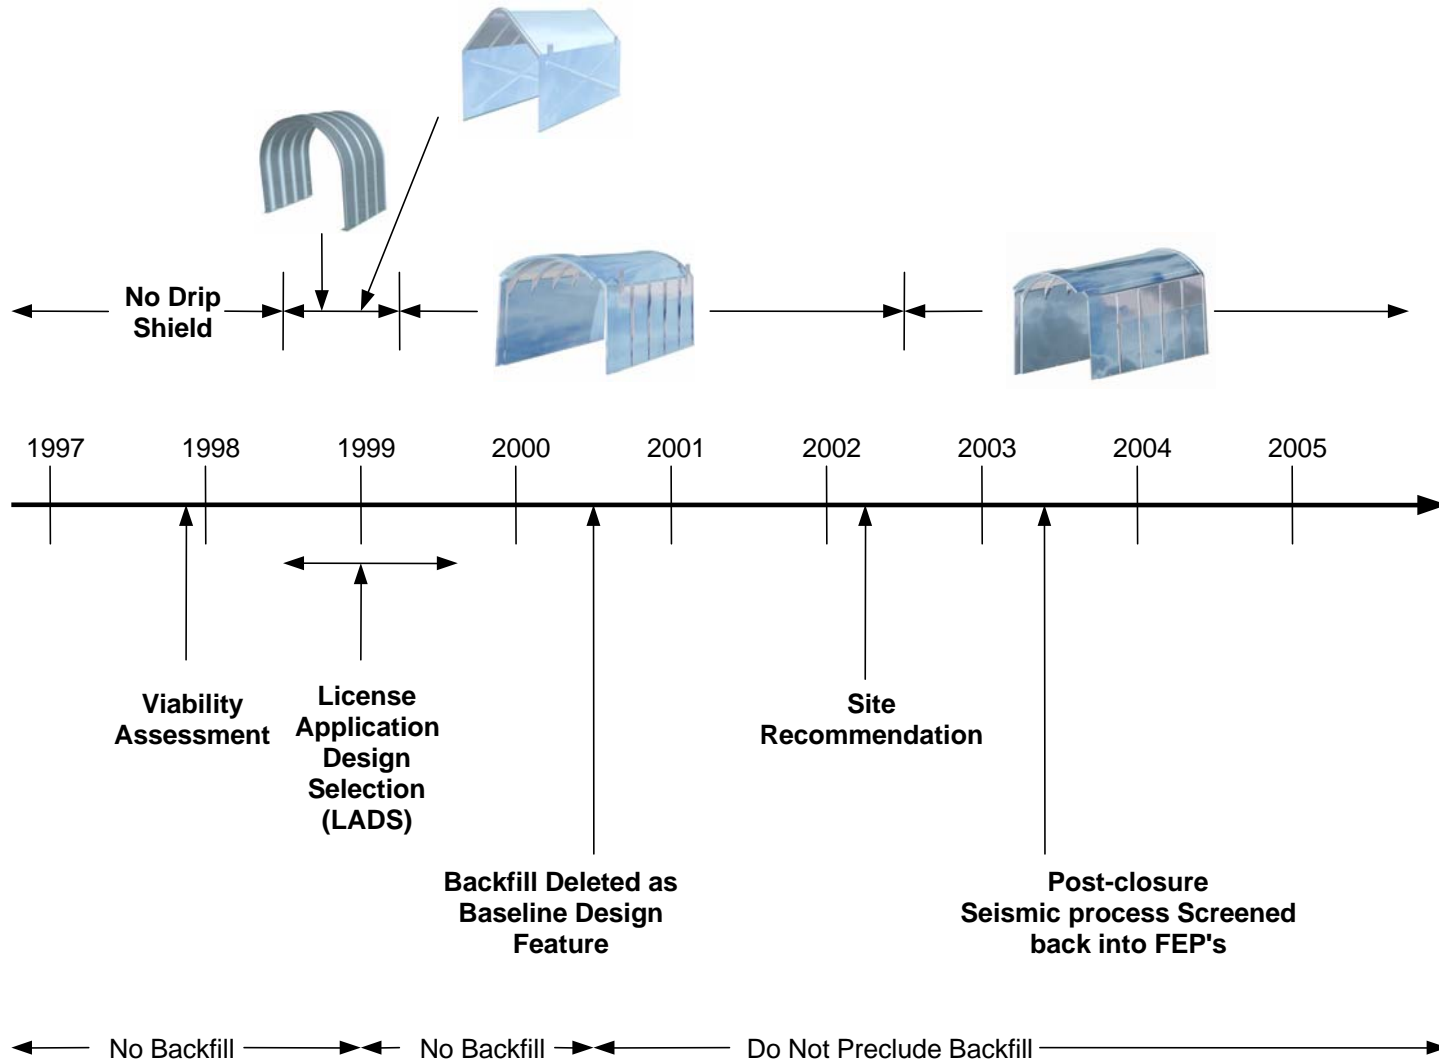 No Drip
Shield
1997
1998
1999
2000
2001
2002
2003
2004
2005
Viability
Assessment
License
Application
Design
Selection
(LADS)
Site
Recommendation
Backfill Deleted as
Baseline Design
Feature
Post-closure
Seismic process Screened
back into FEP's
No Backfill
No Backfill
Do Not Preclude Backfill